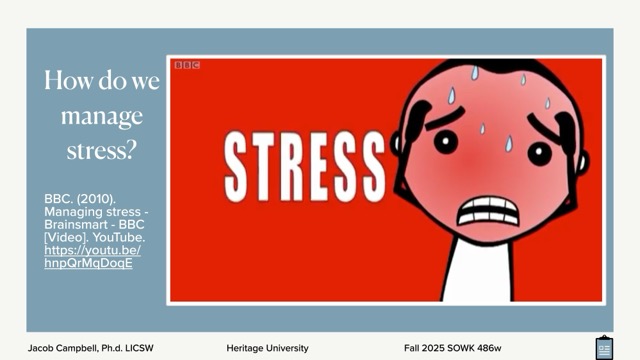 How do we
manage
stress?
BBC. (2010).
Managing stress -
Brainsmart - BBC
[Video]. YouTube.
https://youtu.be/
hnpQrMqDoqE
BBC
STRESS
Jacob Campbell, Ph.d. LICSW
Heritage University
Fall 2025 SOWK 486w